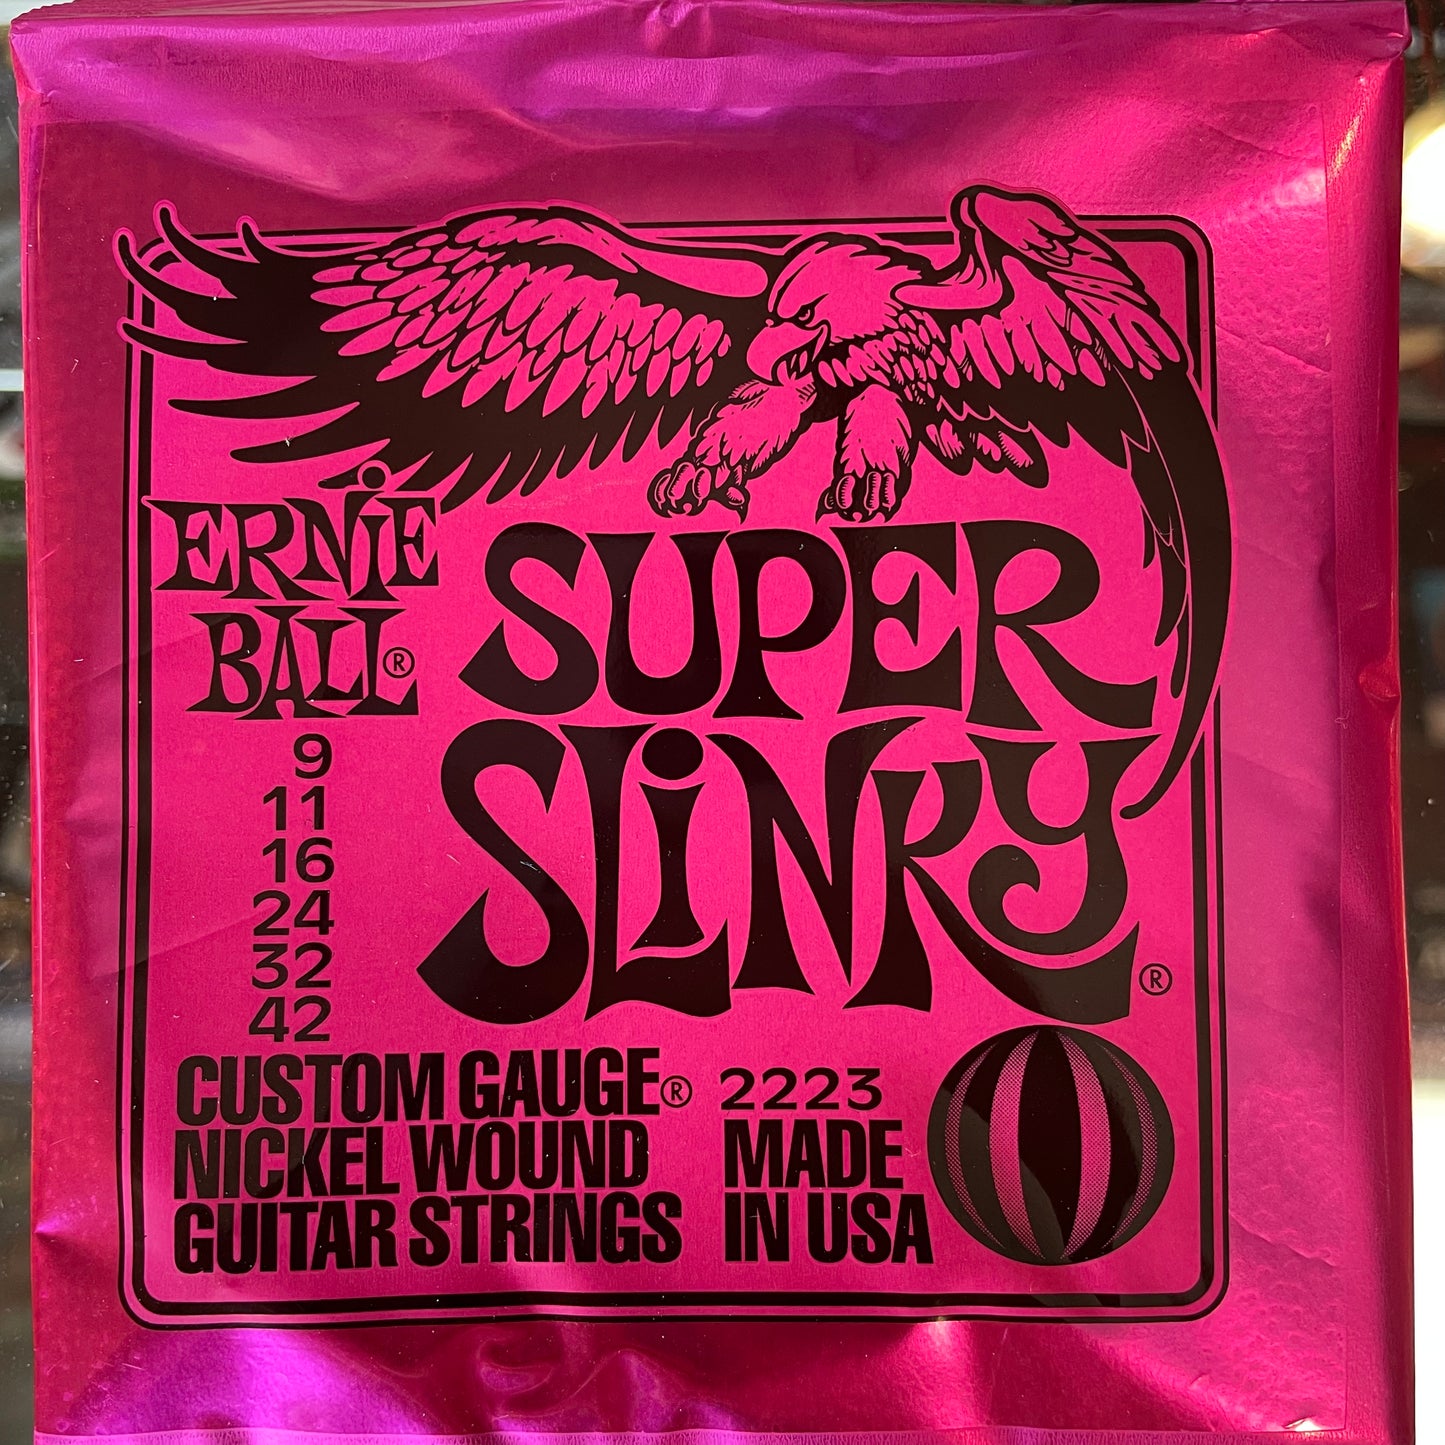 ERNIE
BALL®
SUPER
SLINKY®
9
11
16
24
32
42
CUSTOM GAUGE®
NICKEL WOUND
GUITAR STRINGS
2223
MADE
IN USA